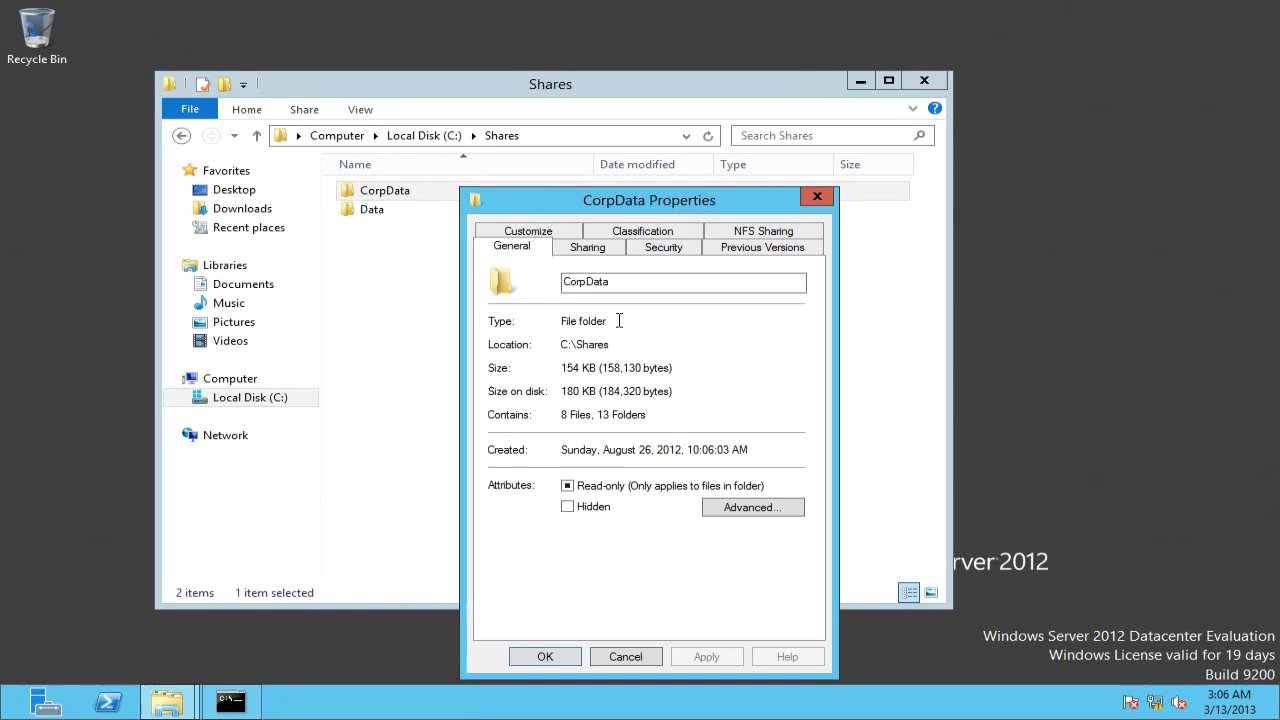 Recycle Bin
Shares
File Home Share View
Computer Local Disk (C:) Shares
Search Shares
Name Date modified Type Size
Favorites
Desktop
Downloads
Recent places
Libraries
Documents
Music
Pictures
Videos
Computer
Local Disk (C:)
Network
CorpData
Data
2 items 1 item selected
CorpData Properties
Customize Classification NFS Sharing
General Sharing Security Previous Versions
CorpData
Type: File folder
Location: C:\Shares
Size: 154 KB (158,130 bytes)
Size on disk: 180 KB (184,320 bytes)
Contains: 8 Files, 13 Folders
Created: Sunday, August 26, 2012, 10:06:03 AM
Attributes: Read-only (Only applies to files in folder)
Hidden Advanced...
OK Cancel Apply Help
rver 2012
Windows Server 2012 Datacenter Evaluation
Windows License valid for 19 days
Build 9200
3:06 AM
3/13/2013